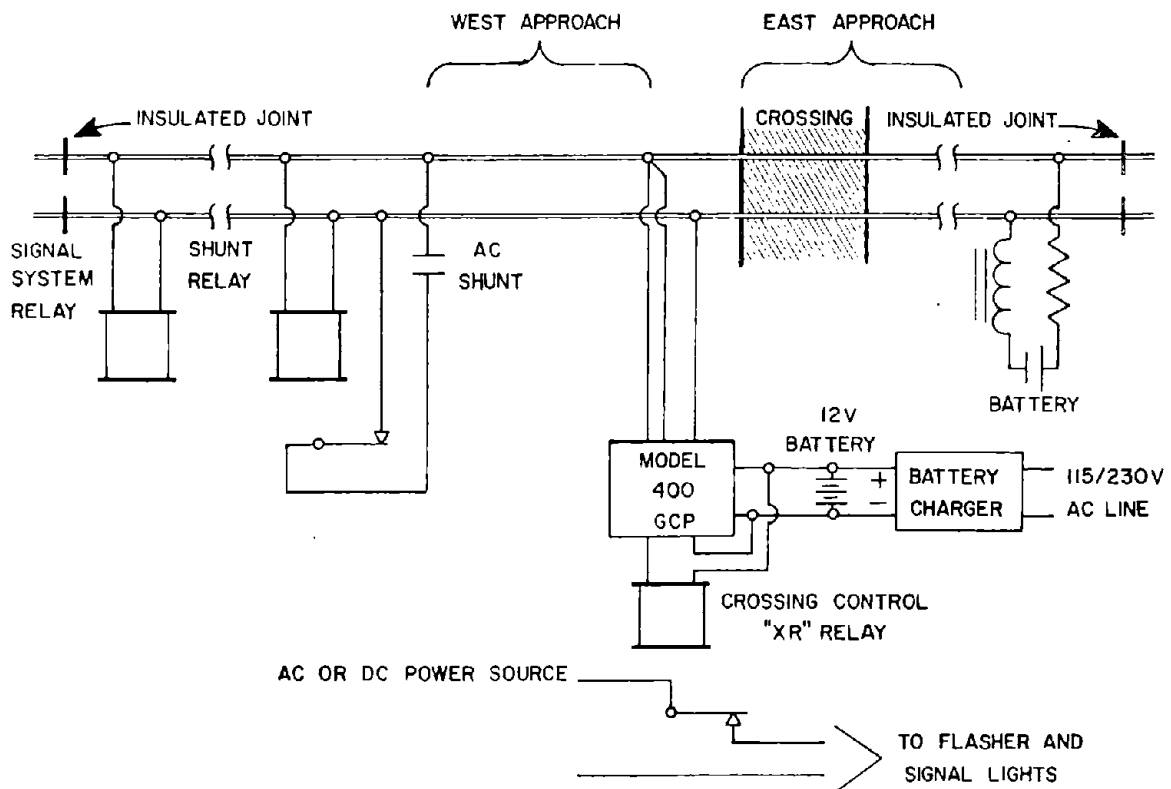 WEST APPROACH
EAST APPROACH
INSULATED JOINT
CROSSING
INSULATED JOINT
SIGNAL
SYSTEM
RELAY
SHUNT
RELAY
AC
SHUNT
BATTERY
12V
BATTERY
MODEL
400
GCP
+
−
BATTERY
CHARGER
115/230V
AC LINE
CROSSING CONTROL
"XR" RELAY
AC OR DC POWER SOURCE
TO FLASHER AND
SIGNAL LIGHTS